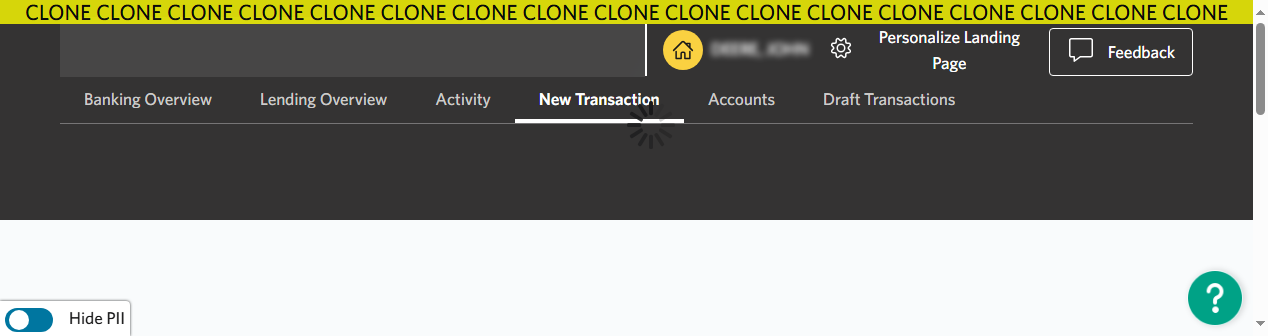 CLONE CLONE CLONE CLONE CLONE CLONE CLONE CLONE CLONE CLONE CLONE CLONE CLONE CLONE CLONE CLONE CLONE
Personalize Landing
Page
Feedback
Banking Overview
Lending Overview
Activity
New Transaction
Accounts
Draft Transactions
?
Hide PII